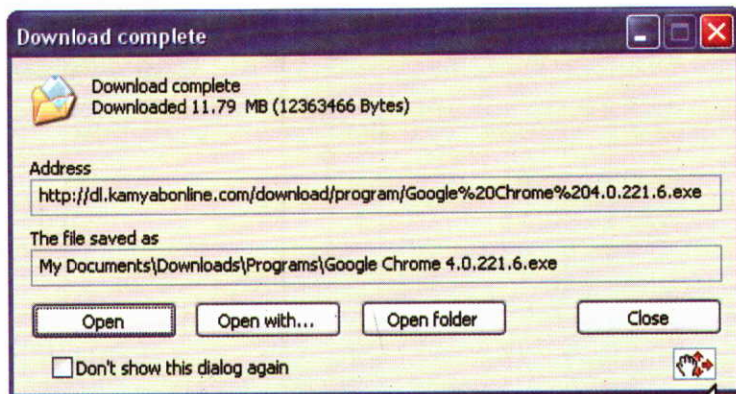 Download complete
Download complete
Downloaded 11.79 MB (12363466 Bytes)
Address
http://dl.kamyabonline.com/download/program/Google%20Chrome%204.0.221.6.exe
The file saved as
My Documents\Downloads\Programs\Google Chrome 4.0.221.6.exe
Open Open with... Open folder Close
Don't show this dialog again